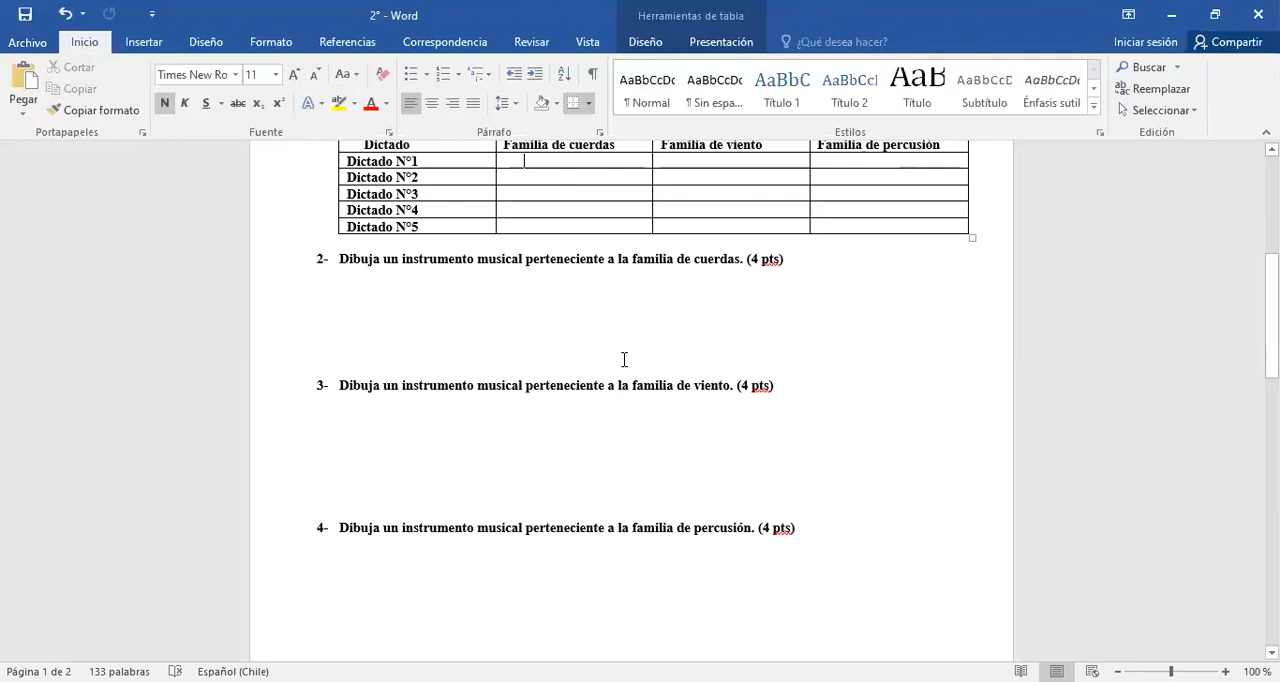 2° - Word
Herramientas de tabla
Archivo Inicio Insertar Diseño Formato Referencias Correspondencia Revisar Vista Diseño Presentación ¿Qué desea hacer? Iniciar sesión Compartir
Pegar
Cortar
Copiar
Copiar formato
Portapapeles
Times New Ro 11
N K S abc x₂ x²
Fuente
Párrafo
AaBbCcDc AaBbCcDc AaBbC AaBbCcI AaB AaBbCcD AaBbCcDc
¶ Normal ¶ Sin espa... Título 1 Título 2 Título Subtítulo Énfasis sutil
Estilos
Buscar
Reemplazar
Seleccionar
Edición
Dictado Familia de cuerdas Familia de viento Familia de percusión
Dictado N°1
Dictado N°2
Dictado N°3
Dictado N°4
Dictado N°5
2- Dibuja un instrumento musical perteneciente a la familia de cuerdas. (4 pts)
3- Dibuja un instrumento musical perteneciente a la familia de viento. (4 pts)
4- Dibuja un instrumento musical perteneciente a la familia de percusión. (4 pts)
Página 1 de 2 133 palabras Español (Chile) 100 %